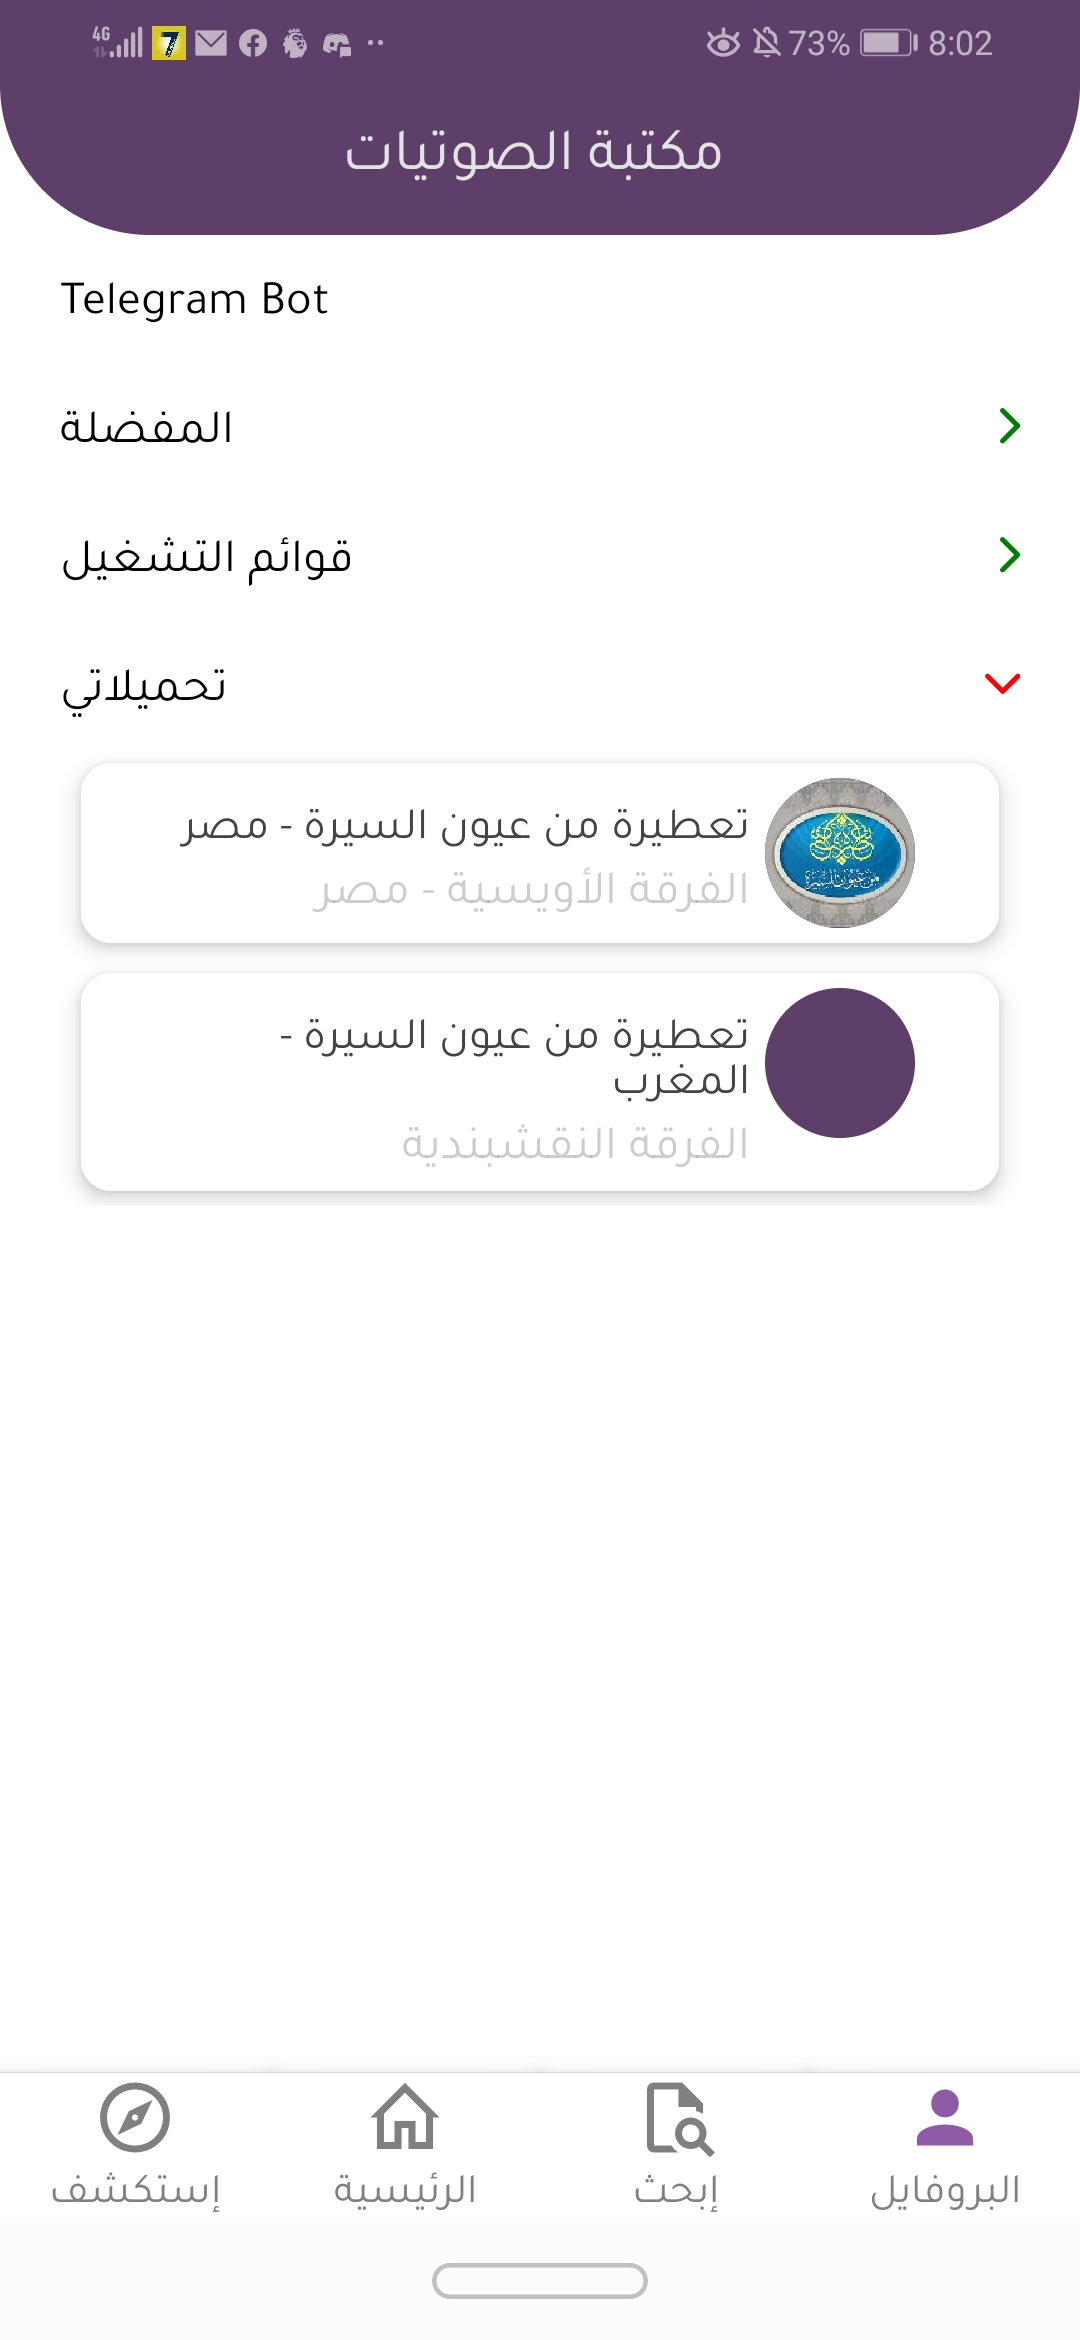 4G 7 73% 8:02
مكتبة الصوتيات
Telegram Bot
المفضلة
قوائم التشغيل
تحميلاتي
تعطيرة من عيون السيرة - مصر
الفرقة الأويسية - مصر
تعطيرة من عيون السيرة -
المغرب
الفرقة النقشبندية
البروفايل
إبحث
الرئيسية
إستكشف